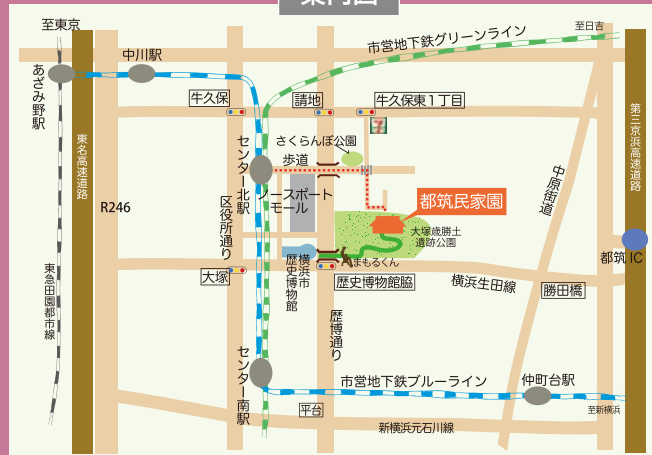 案内図
至東京
至日吉
市営地下鉄グリーンライン
中川駅
あざみ野駅
牛久保
請地
牛久保東1丁目
7
第三京浜高速道路
東名高速道路
さくらんぼ公園
歩道
センター北駅
中原街道
ノースポート
モール
都筑民家園
R246
区役所通り
大塚歳勝土
遺跡公園
都筑IC
まもるくん
横浜市
歴史博物館
大塚
歴史博物館脇
横浜生田線
勝田橋
東急田園都市線
歴博通り
センター南駅
市営地下鉄ブルーライン
仲町台駅
平台
至新横浜
新横浜元石川線